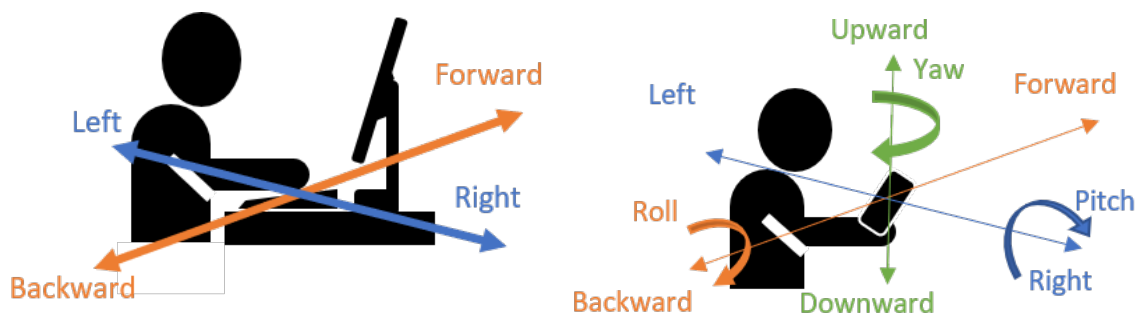 Left
Forward
Right
Backward
Upward
Yaw
Left
Forward
Roll
Pitch
Backward
Downward
Right